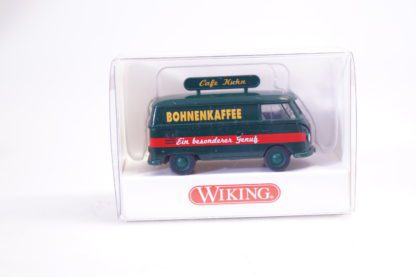 Cafe Kuhn
BOHNENKAFFEE
Ein besonderer Genuß
WIKING®